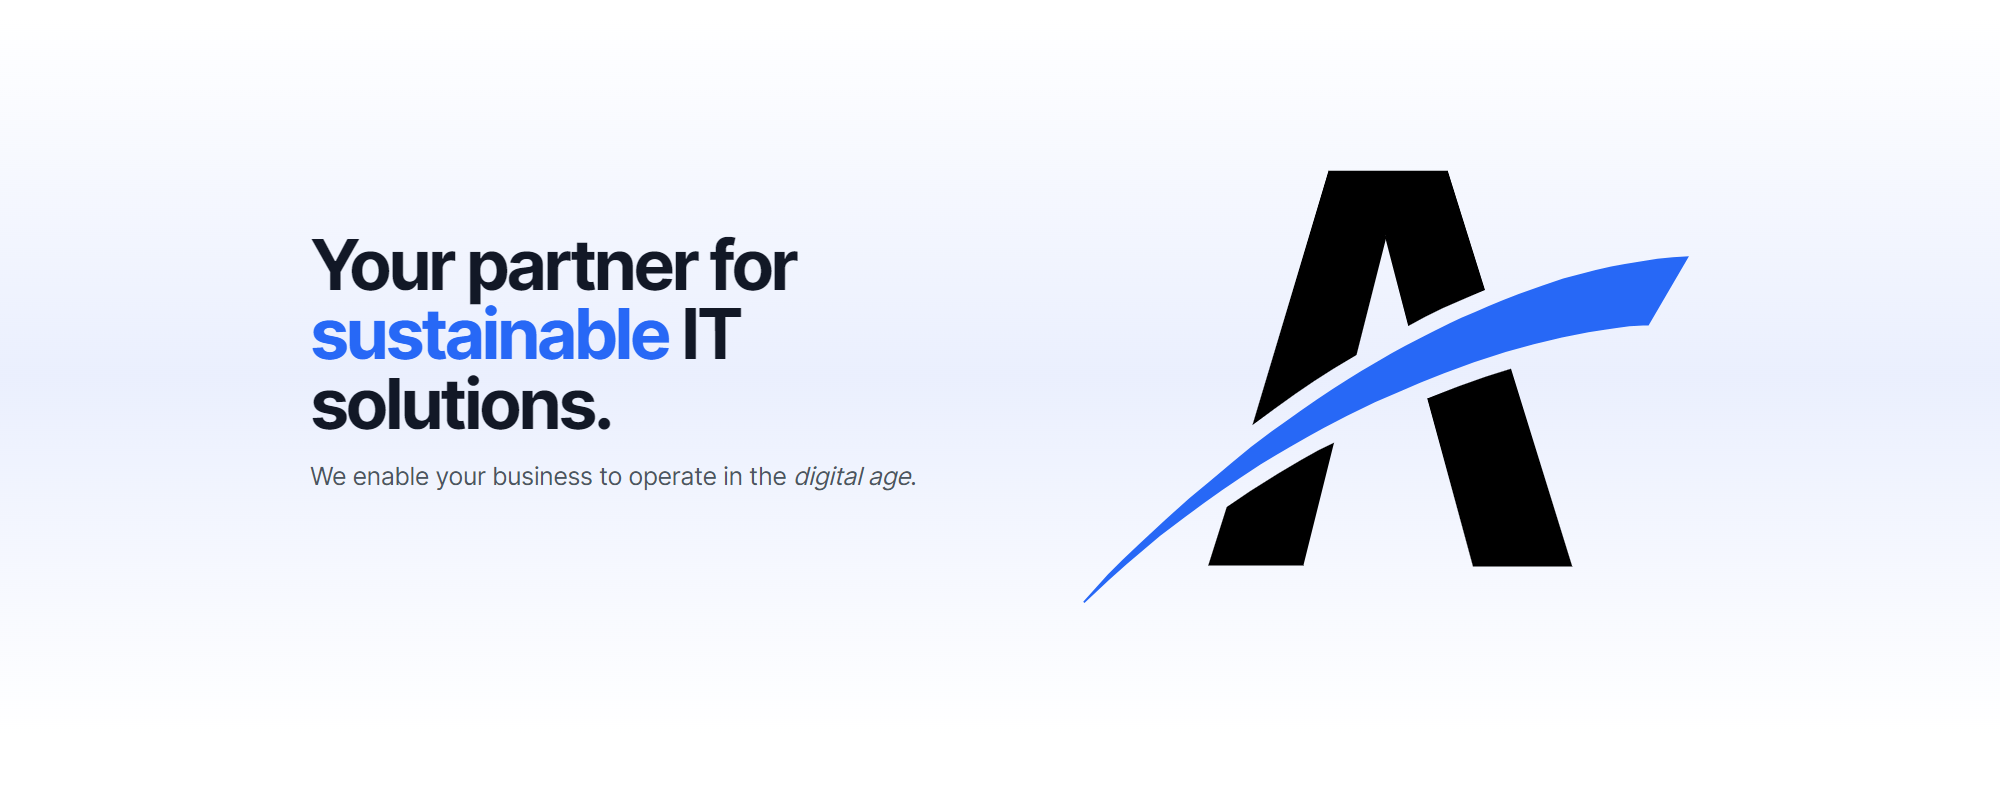 Your partner for
sustainable IT
solutions.
We enable your business to operate in the digital age.
A